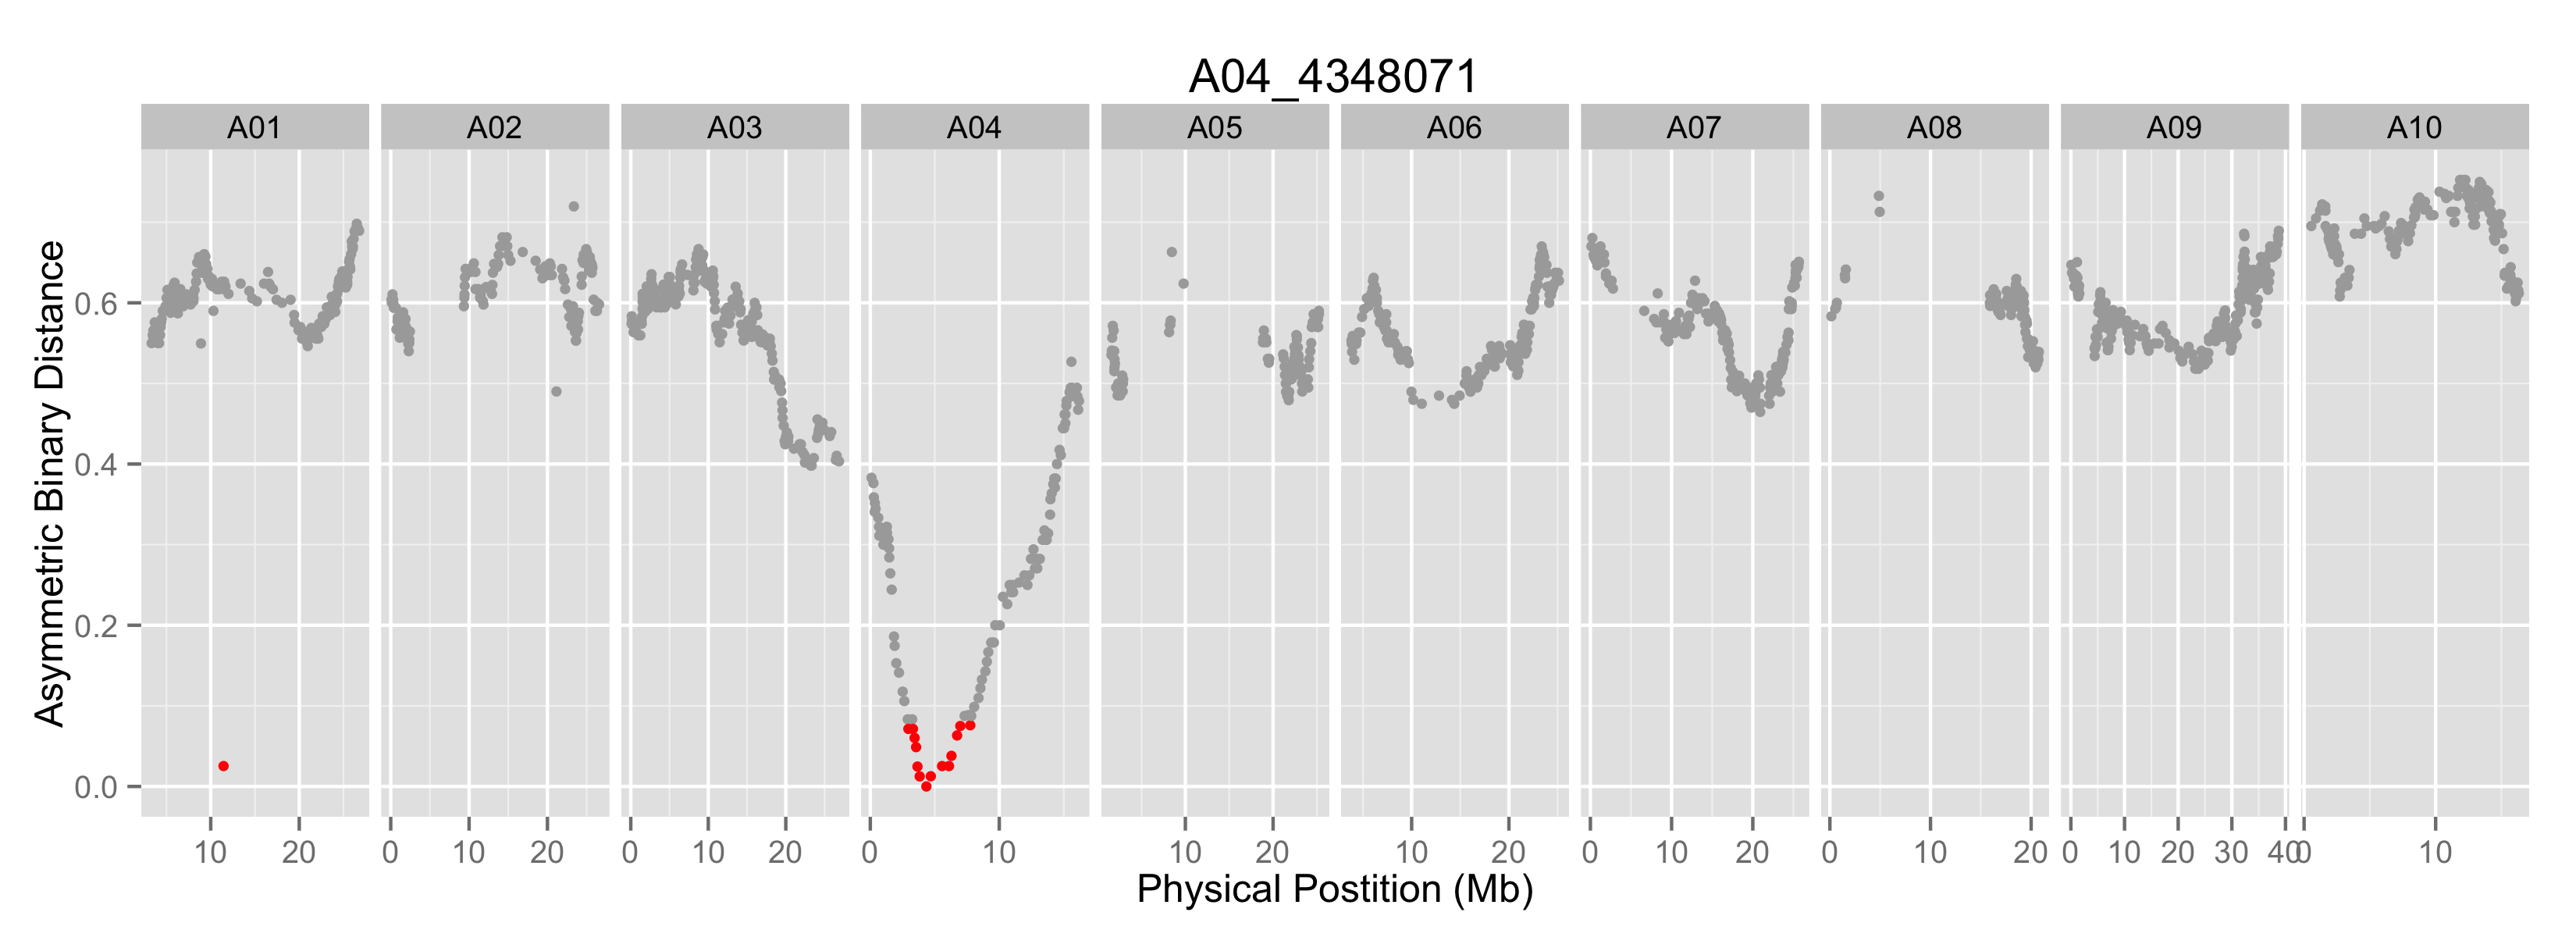 A04_4348071
A01 A02 A03 A04 A05 A06 A07 A08 A09 A10
Asymmetric Binary Distance
0.6
0.4
0.2
0.0
10 20 0 10 20 0 10 20 0 10 10 20 10 20 0 10 20 0 10 20 0 10 20 30 40 0 10
Physical Postition (Mb)